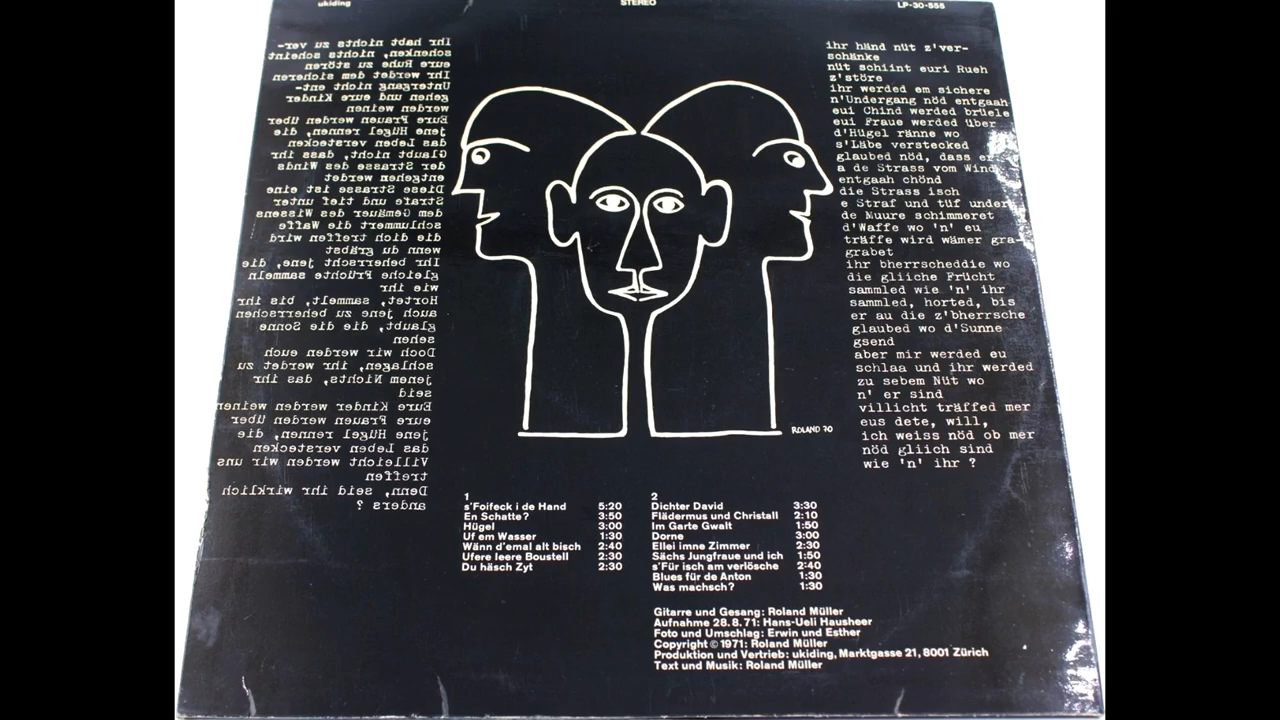 ukiding
STEREO
LP-30-555
Ihr habt nichts zu ver-
schenken, nichts scheint
eure Ruhe zu stören
Ihr werdet dem sicheren
Untergang nicht ent-
gehen und eure Kinder
werden weinen
Eure Frauen werden über
jene Hügel rennen, die
das Leben verstecken
Glaubt nicht, dass ihr
der Strasse des Winds
entgehen werdet
Diese Strasse ist eine
Strafe und tief unter
dem Gemäuer des Wissens
schlummert die Waffe
die dich treffen wird
wenn du gräbst
Ihr beherrscht jene, die
gleiche Früchte sammeln
wie ihr
Hortet, sammelt, bis ihr
auch jene zu beherrschen
glaubt, die die Sonne
sehen
Doch wir werden euch
schlagen, ihr werdet zu
jenem Nichts, das ihr
seid
Eure Kinder werden weinen
eure Frauen werden über
jene Hügel rennen, die
das Leben verstecken
Villeicht werden wir uns
treffen
Denn, seid ihr wirklich
anders ?
ihr händ nüt z'ver-
schänke
nüt schiint euri Rueh
z'störe
ihr werded em sichere
n'Undergang nöd entgaah
eui Chind werded brüele
eui Fraue werded über
d'Hügel ränne wo
s'Läbe verstecked
glaubed nöd, dass er
a de Strass vom Wind
entgaah chönd
die Strass isch
e Straf und tüf under
de Muure schimmeret
d'Waffe wo 'n' eu
träffe wird wämer gra-
grabet
ihr bherrscheddie wo
die gliiche Frücht
sammled wie 'n' ihr
sammled, horted, bis
er au die z'bherrsche
glaubed wo d'Sunne
gsend
aber mir werded eu
schlaa und ihr werded
zu sebem Nüt wo
n' er sind
villicht träffed mer
eus dete, will,
ich weiss nöd ob mer
nöd gliich sind
wie 'n' ihr ?
ROLAND 70
1
s'Foifeck i de Hand 5:20
En Schatte? 3:50
Hügel 3:00
Uf em Wasser 1:30
Wänn d'emal alt bisch 2:40
Ufere leere Boustell 2:30
Du häsch Zyt 2:30
2
Dichter David 3:30
Flädermus und Christall 2:10
Im Garte Gwalt 1:50
Dorne 3:00
Ellei imne Zimmer 2:30
Sächs Jungfraue und ich 1:50
s'Für isch am verlösche 2:40
Blues für de Anton 1:30
Was machsch? 1:30
Gitarre und Gesang: Roland Müller
Aufnahme 28.8.71: Hans-Ueli Hausheer
Foto und Umschlag: Erwin und Esther
Copyright © 1971: Roland Müller
Produktion und Vertrieb: ukiding, Marktgasse 21, 8001 Zürich
Text und Musik: Roland Müller